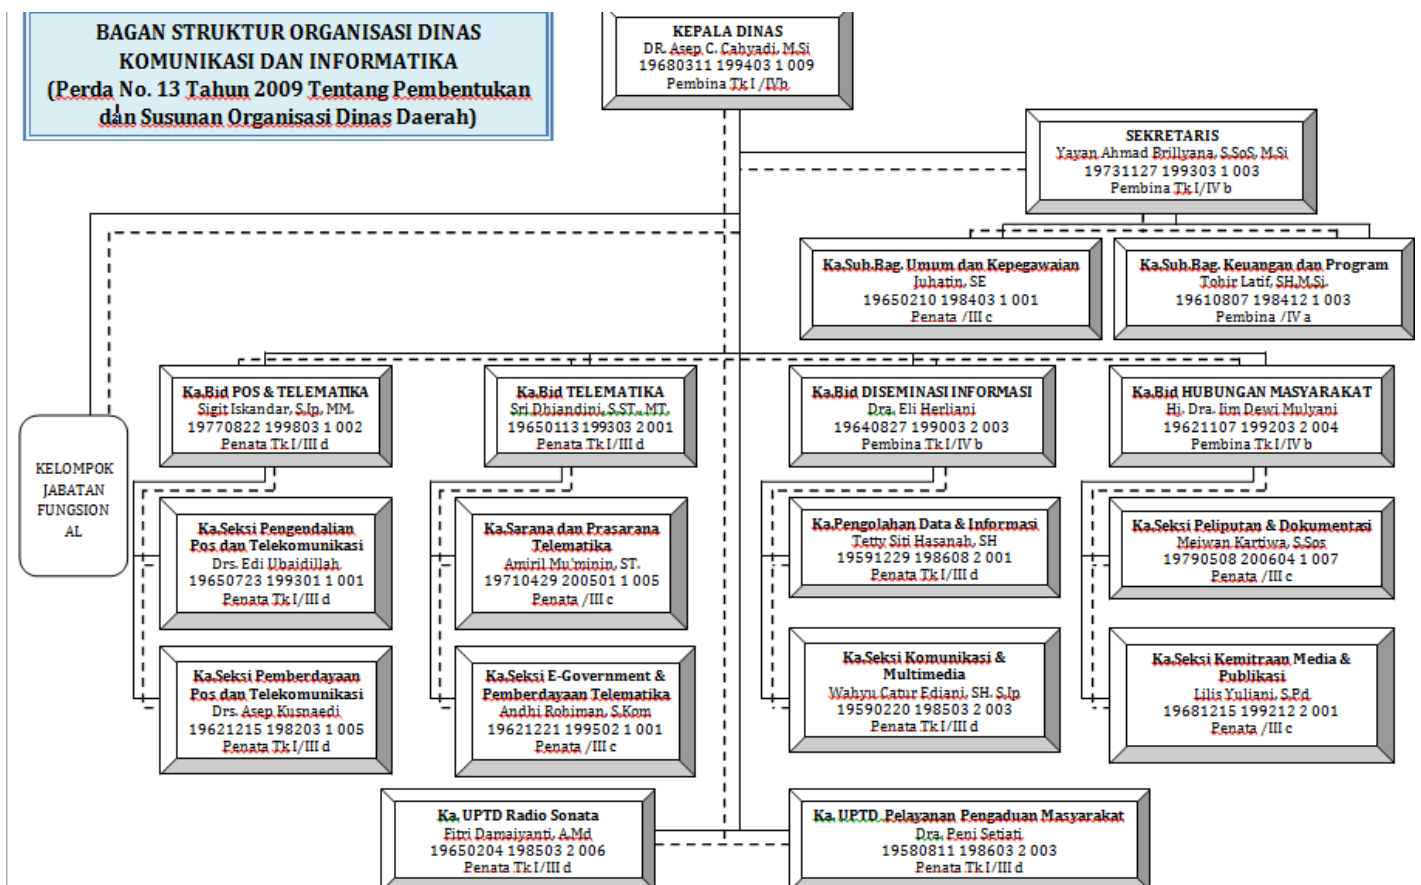 BAGAN STRUKTUR ORGANISASI DINAS
KOMUNIKASI DAN INFORMATIKA
(Perda No. 13 Tahun 2009 Tentang Pembentukan
dan Susunan Organisasi Dinas Daerah)
KEPALA DINAS
DR. Asep C. Cahyadi, M.Si
19680311 199403 1 009
Pembina Tk I /IVb
SEKRETARIS
Yayan Ahmad Brillyana, S.SoS, M.Si
19731127 199303 1 003
Pembina Tk I/IV b
Ka.Sub.Bag. Umum dan Kepegawaian
Juhatin, SE
19650210 198403 1 001
Penata /III c
Ka.Sub.Bag. Keuangan dan Program
Tohir Latif, SH,M.Si.
19610807 198412 1 003
Pembina /IV a
Ka.Bid POS & TELEMATIKA
Sigit Iskandar, S.Ip, MM.
19770822 199803 1 002
Penata Tk I/III d
Ka.Bid TELEMATIKA
Sri Dhiandini, S.ST., MT.
19650113 199303 2 001
Penata Tk I/III d
Ka.Bid DISEMINASI INFORMASI
Dra. Eli Herliani
19640827 199003 2 003
Pembina Tk I/IV b
Ka.Bid HUBUNGAN MASYARAKAT
Hj. Dra. Iim Dewi Mulyani
19621107 199203 2 004
Pembina Tk I/IV b
KELOMPOK
JABATAN
FUNGSION
AL
Ka.Seksi Pengendalian
Pos dan Telekomunikasi
Drs. Edi Ubaidillah
19650723 199301 1 001
Penata Tk I/III d
Ka.Sarana dan Prasarana
Telematika
Amiril Mu'minin, ST.
19710429 200501 1 005
Penata /III c
Ka.Pengolahan Data & Informasi
Tetty Siti Hasanah, SH
19591229 198608 2 001
Penata Tk I/III d
Ka.Seksi Peliputan & Dokumentasi
Meiwan Kartiwa, S.Sos
19790508 200604 1 007
Penata /III c
Ka.Seksi Pemberdayaan
Pos dan Telekomunikasi
Drs. Asep Kusnaedi
19621215 198203 1 005
Penata Tk I/III d
Ka.Seksi E-Government &
Pemberdayaan Telematika
Andhi Rohiman, S.Kom
19621221 199502 1 001
Penata /III c
Ka.Seksi Komunikasi &
Multimedia
Wahyu Catur Ediani, SH. S.Ip
19590220 198503 2 003
Penata Tk I/III d
Ka.Seksi Kemitraan Media &
Publikasi
Lilis Yuliani, S.Pd
19681215 199212 2 001
Penata /III c
Ka. UPTD Radio Sonata
Fitri Damaiyanti, A.Md
19650204 198503 2 006
Penata Tk I/III d
Ka. UPTD Pelayanan Pengaduan Masyarakat
Dra. Peni Setiati
19580811 198603 2 003
Penata Tk I/III d